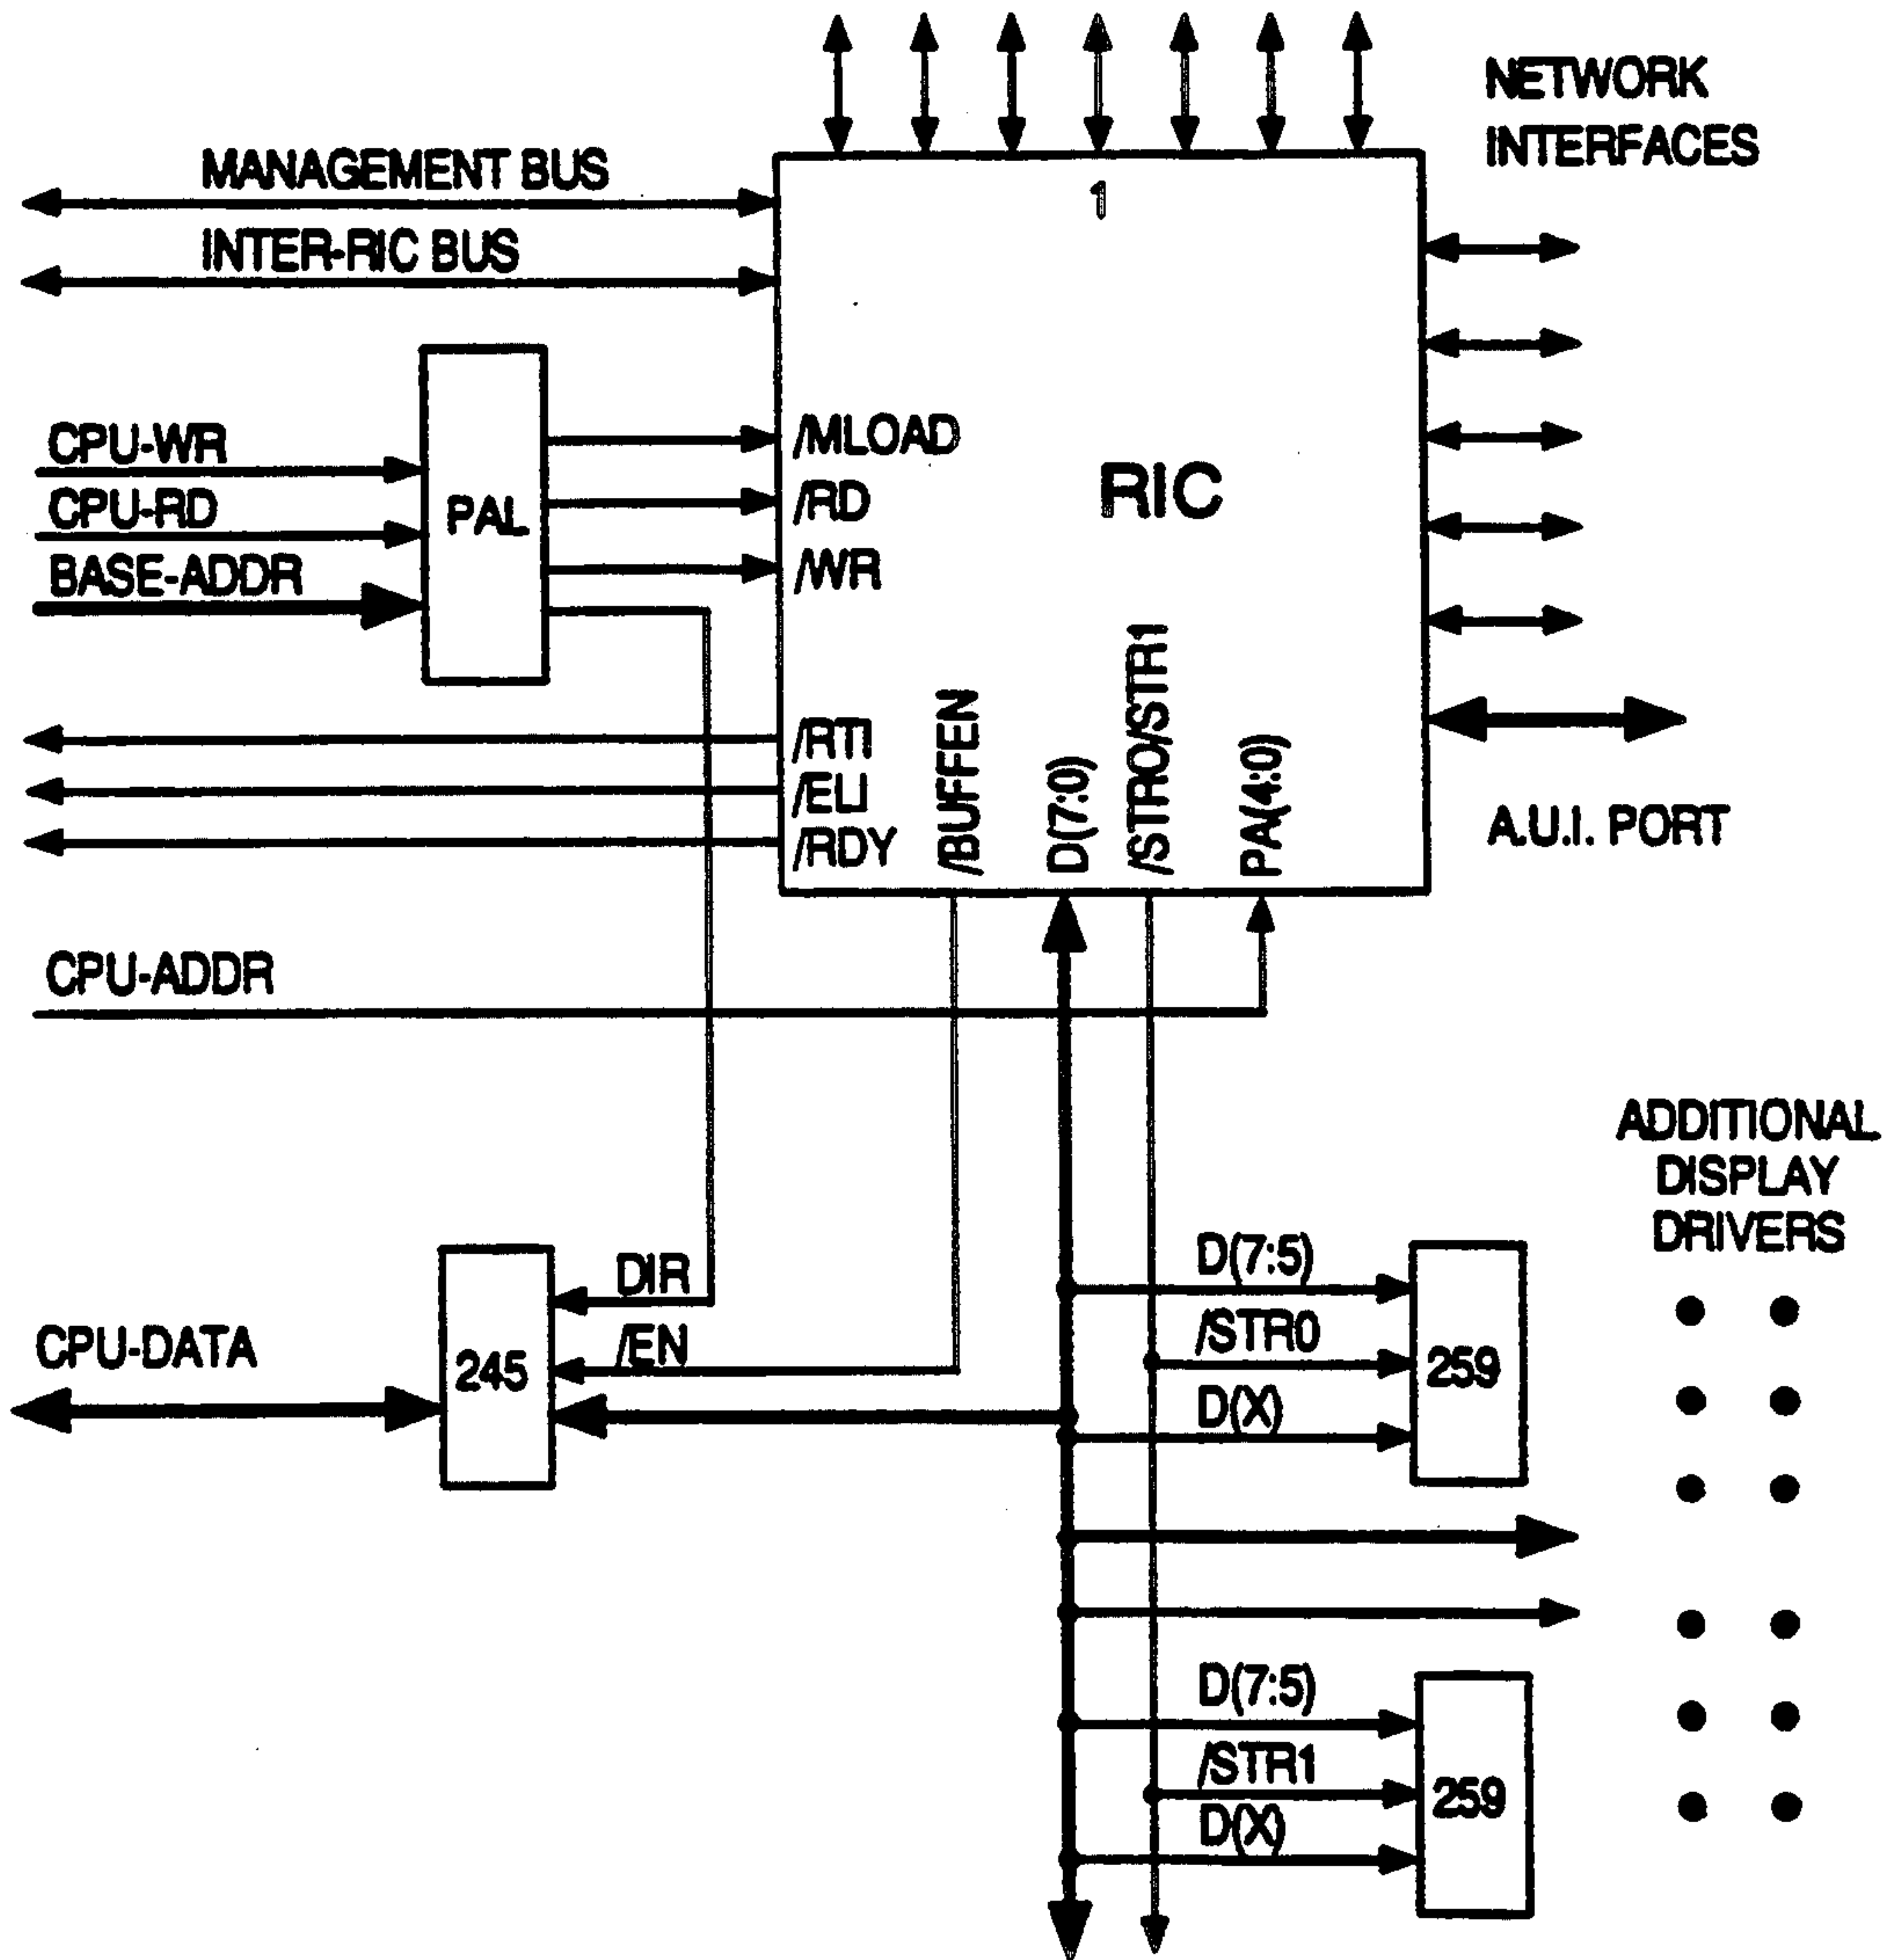 NETWORK
INTERFACES
MANAGEMENT BUS
1
INTER-RIC BUS
CPU-WR
CPU-RD
BASE-ADDR
PAL
/MLOAD
/RD
/WR
RIC
/RTI
/ELI
/RDY
/BUFFEN
D(7:0)
/STRO/STR1
PA(4:0)
A.U.I. PORT
CPU-ADDR
ADDITIONAL
DISPLAY
DRIVERS
DIR
/EN
CPU-DATA
245
D(7:5)
/STR0
D(X)
259
D(7:5)
/STR1
D(X)
259